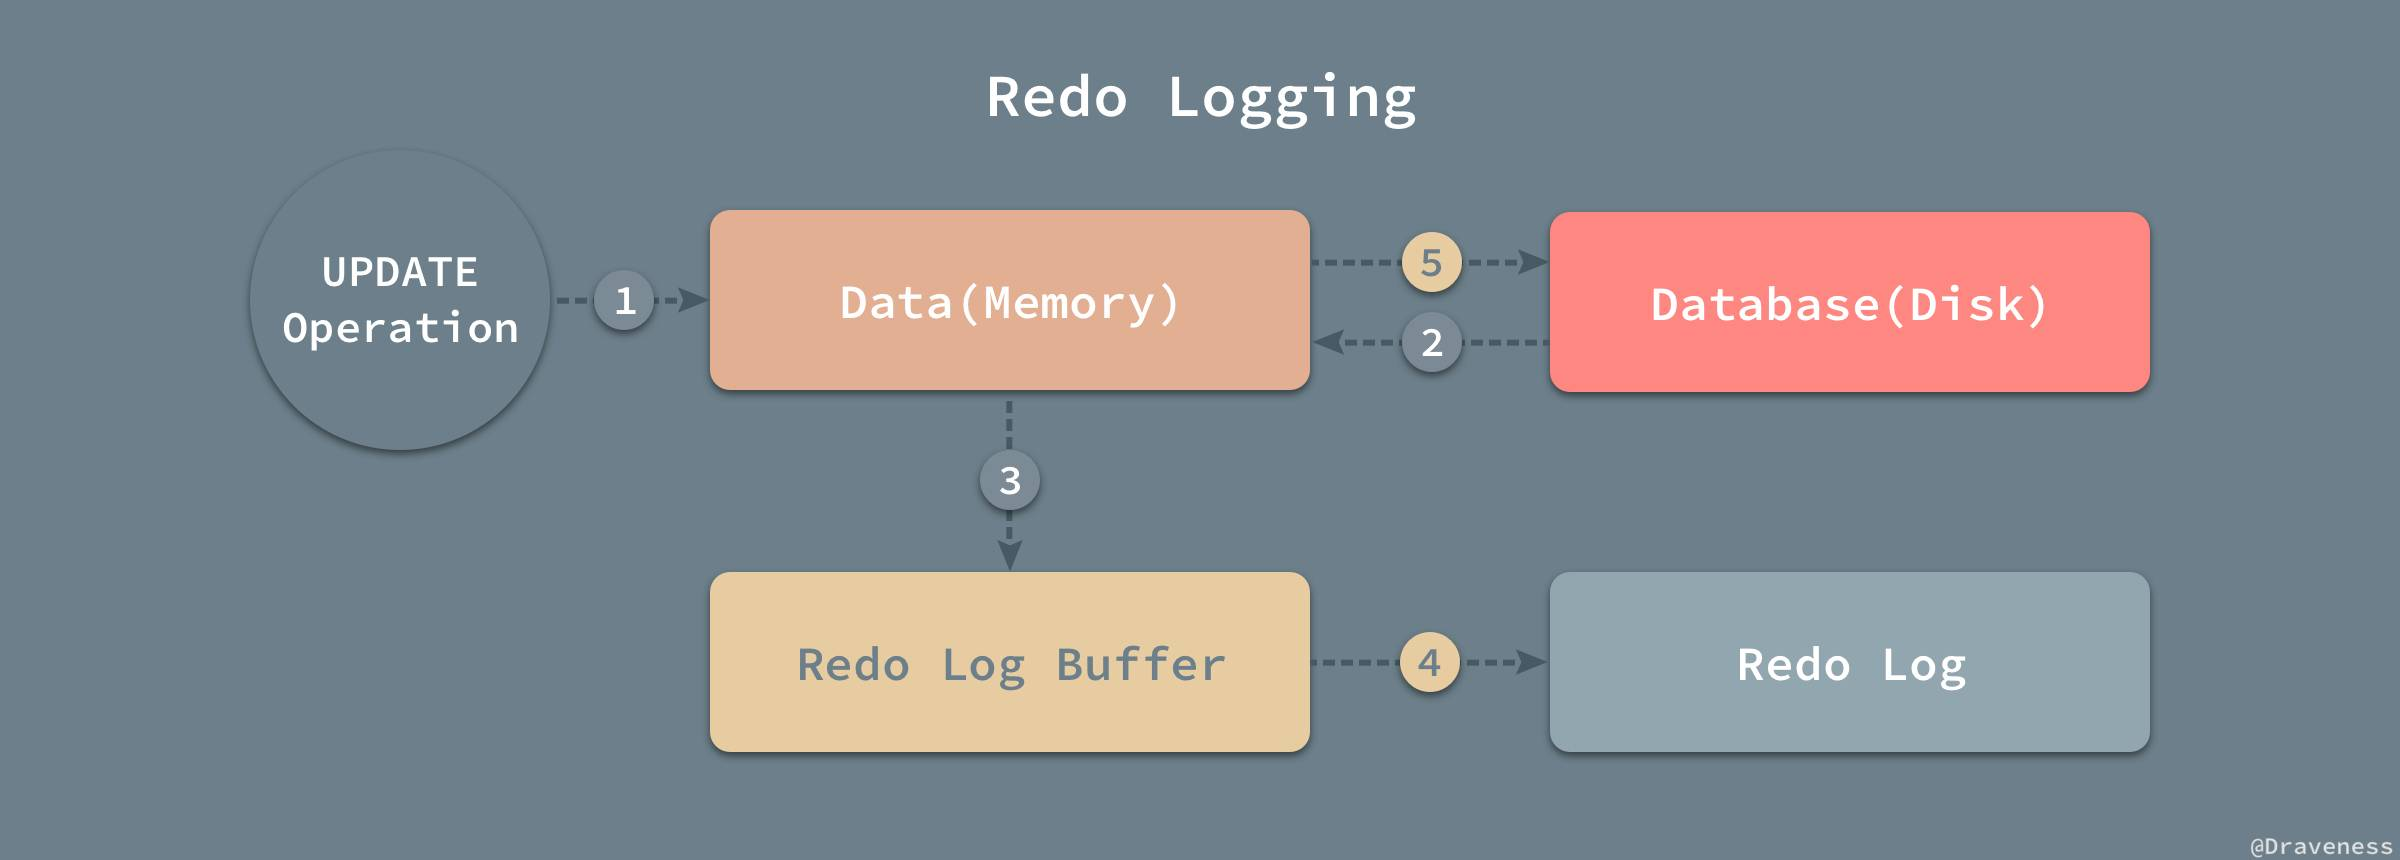 Redo Logging
UPDATE
Operation
1
Data(Memory)
5
2
Database(Disk)
3
Redo Log Buffer
4
Redo Log
@Draveness